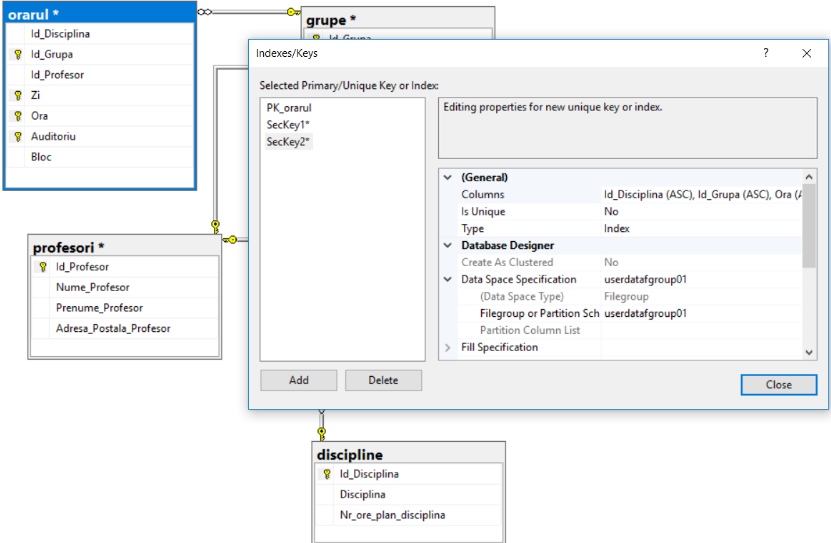 orarul *
Id_Disciplina
Id_Grupa
Id_Profesor
Zi
Ora
Auditoriu
Bloc
grupe *
Id_Grupa
profesori *
Id_Profesor
Nume_Profesor
Prenume_Profesor
Adresa_Postala_Profesor
Indexes/Keys
?
Selected Primary/Unique Key or Index:
PK_orarul
SecKey1*
SecKey2*
Editing properties for new unique key or index.
(General)
Columns Id_Disciplina (ASC), Id_Grupa (ASC), Ora (A
Is Unique No
Type Index
Database Designer
Create As Clustered No
Data Space Specification userdatafgroup01
(Data Space Type) Filegroup
Filegroup or Partition Sch userdatafgroup01
Partition Column List
Fill Specification
Add Delete
Close
discipline
Id_Disciplina
Disciplina
Nr_ore_plan_disciplina